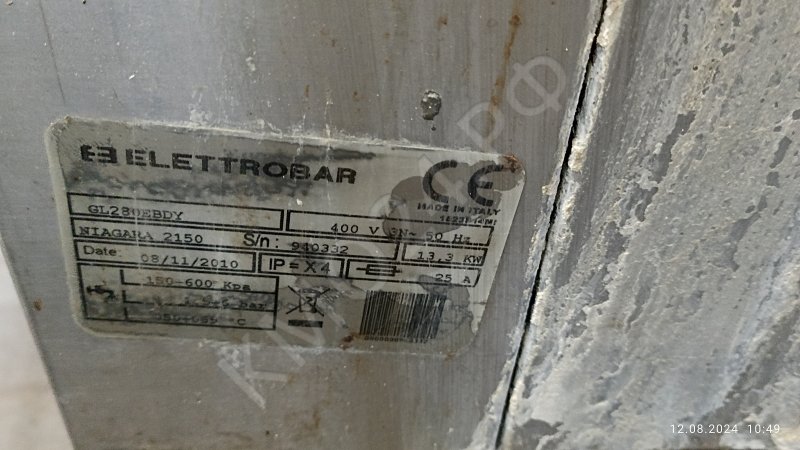 ELETTROBAR
CE
MADE IN ITALY
GL280EBDY
400 V 3N~ 50 Hz
NIAGARA 2150 S/n: 940332
13,3 KW
Date: 08/11/2010 IP=X4 25 A
150-600 Kpa
12.08.2024 10:49